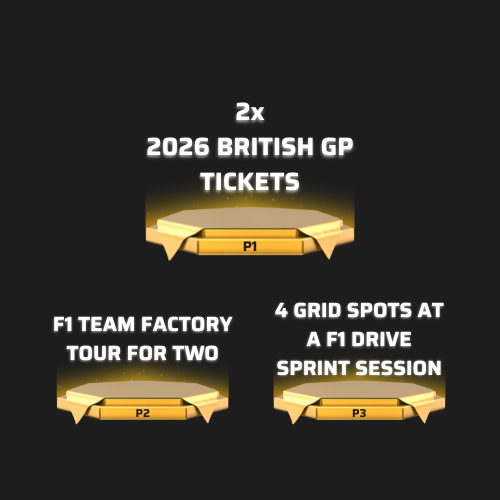 2x
2026 BRITISH GP
TICKETS
P1
F1 TEAM FACTORY
TOUR FOR TWO
P2
4 GRID SPOTS AT
A F1 DRIVE
SPRINT SESSION
P3